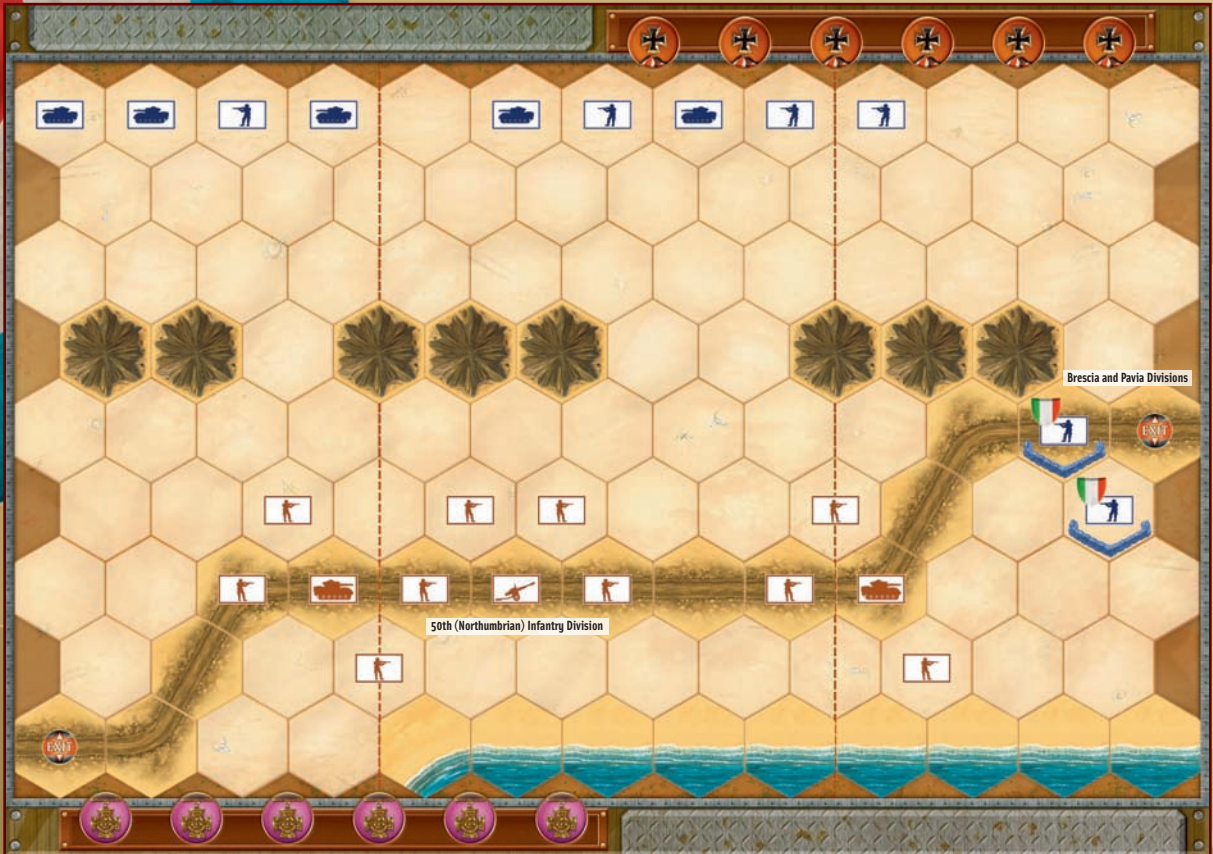 Brescia and Pavia Divisions
EXIT
50th (Northumbrian) Infantry Division
EXIT